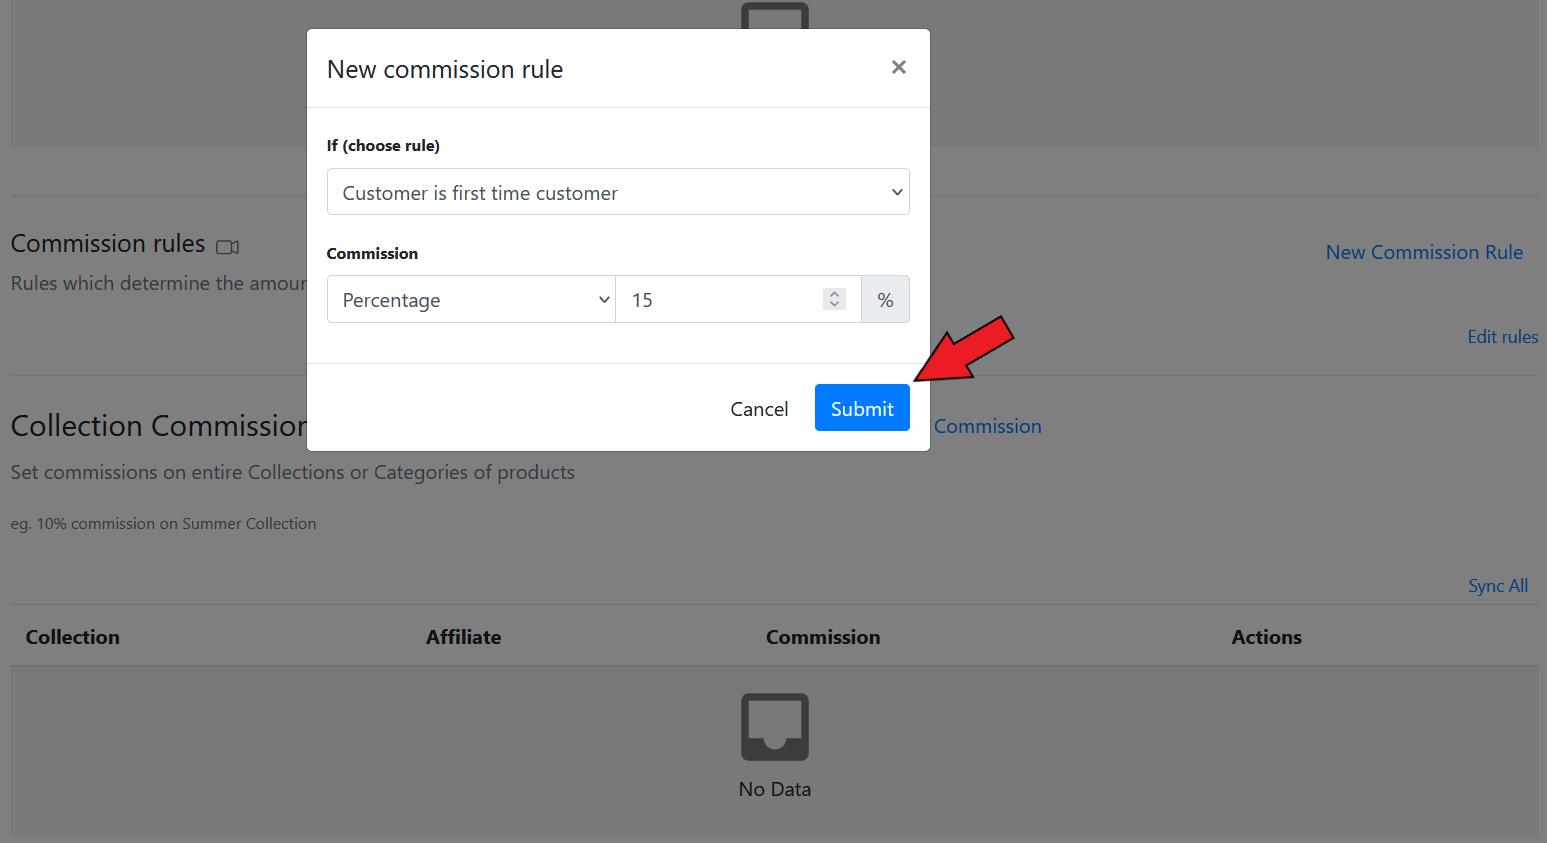 New commission rule
×
If (choose rule)
Customer is first time customer
Commission
Percentage
15
%
Cancel
Submit
Commission rules
New Commission Rule
Rules which determine the amour
Edit rules
Collection Commission
Commission
Set commissions on entire Collections or Categories of products
eg. 10% commission on Summer Collection
Sync All
Collection Affiliate Commission Actions
No Data